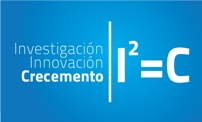 Investigación
Innovación
Crecemento
I²=C